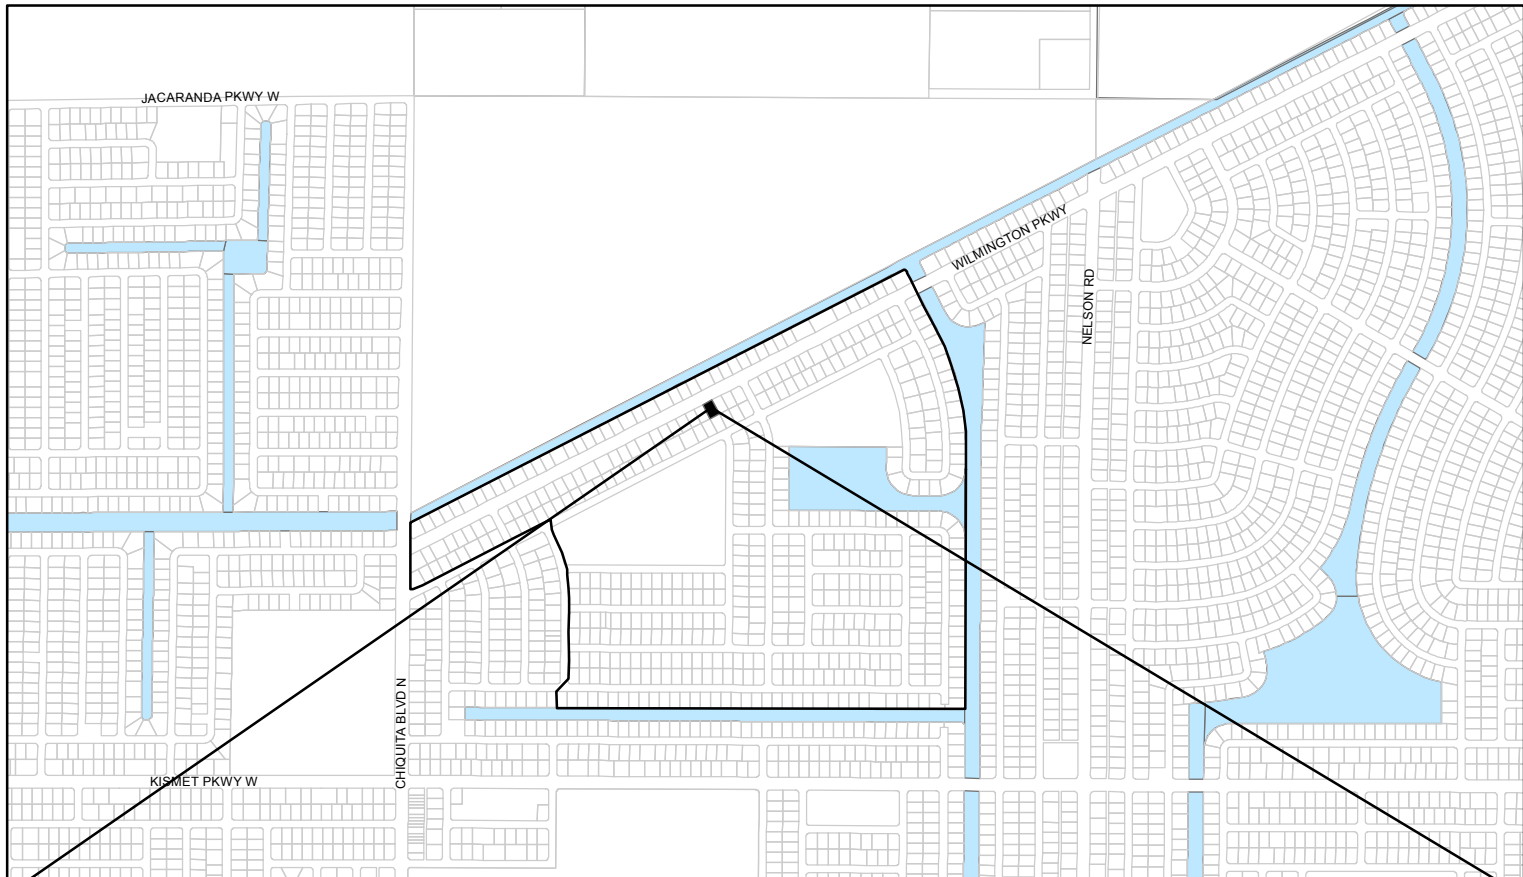 JACARANDA PKWY W
WILMINGTON PKWY
NELSON RD
CHIQUITA BLVD N
KISMET PKWY W